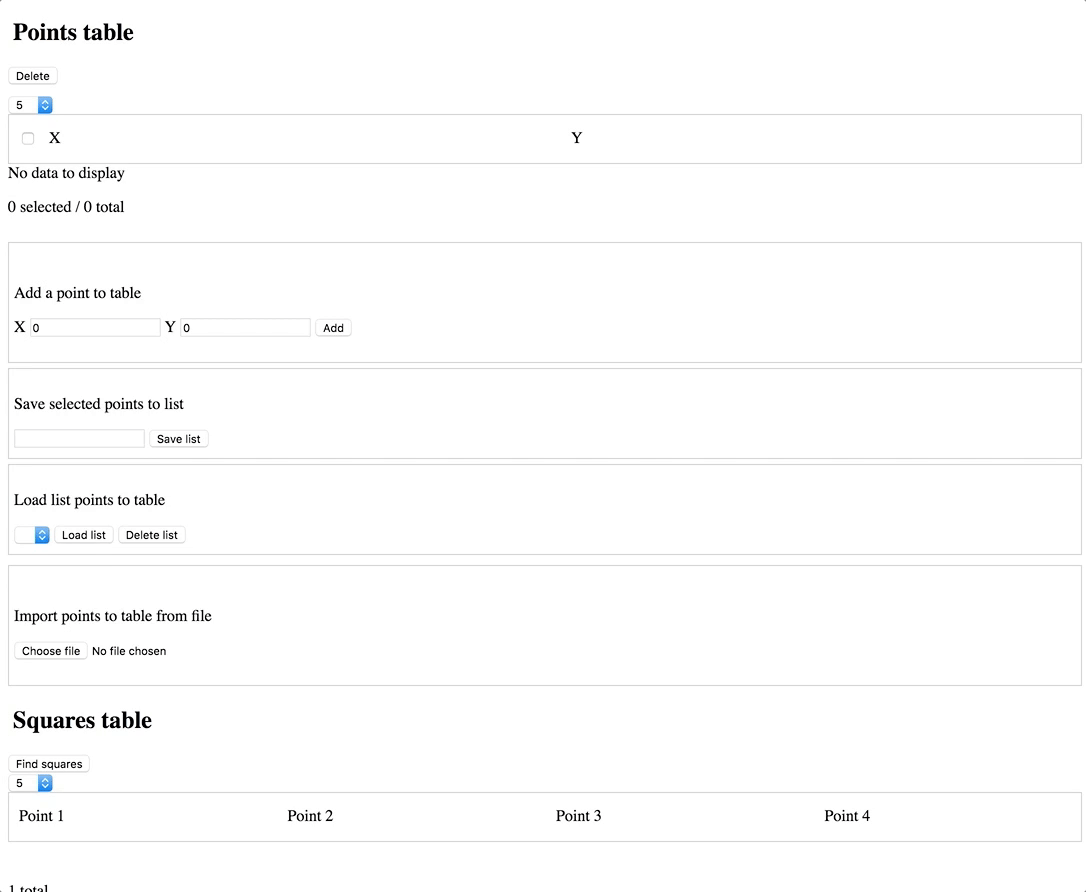 Points table
Delete
5
X Y
No data to display
0 selected / 0 total
Add a point to table
X 0 Y 0 Add
Save selected points to list
Save list
Load list points to table
Load list Delete list
Import points to table from file
Choose file No file chosen
Squares table
Find squares
5
Point 1 Point 2 Point 3 Point 4
1 total